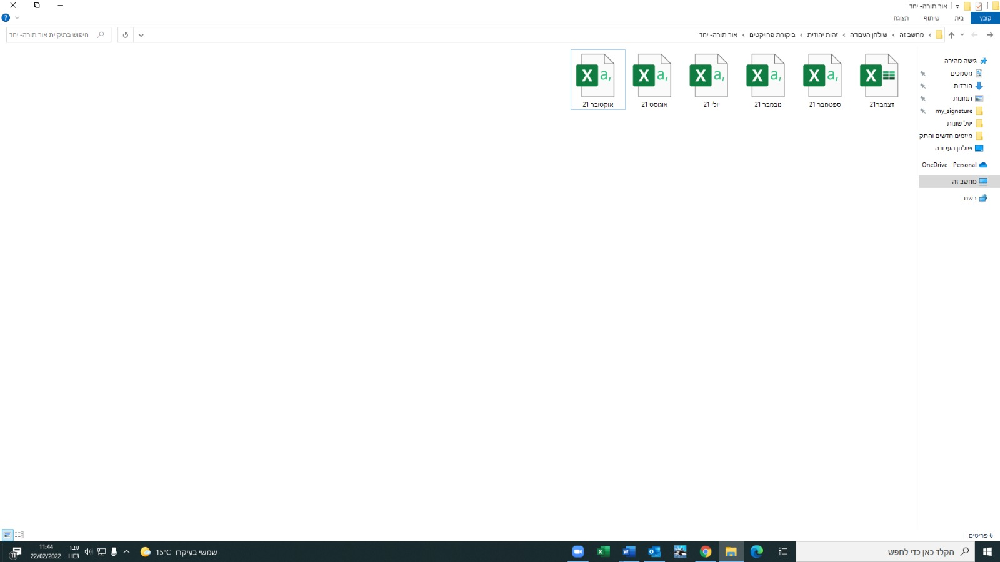 אור תורה- יחד
קובץ
בית
שיתוף
תצוגה
מחשב זה › שולחן העבודה › זהות יהודית › ביקורת פרויקטים › אור תורה- יחד
חיפוש בתיקיית אור תורה- יחד
גישה מהירה
מסמכים
הורדות
תמונות
my_signature
יעל שונות
מיזמים חדשים והתק
שולחן העבודה
OneDrive - Personal
מחשב זה
רשת
דצמבר21
ספטמבר 21
נובמבר 21
יולי 21
אוגוסט 21
אוקטובר 21
6 פריטים
הקלד כאן כדי לחפש
15°C שמשי בעיקרו
עבר
HE3
11:44
22/02/2022
11